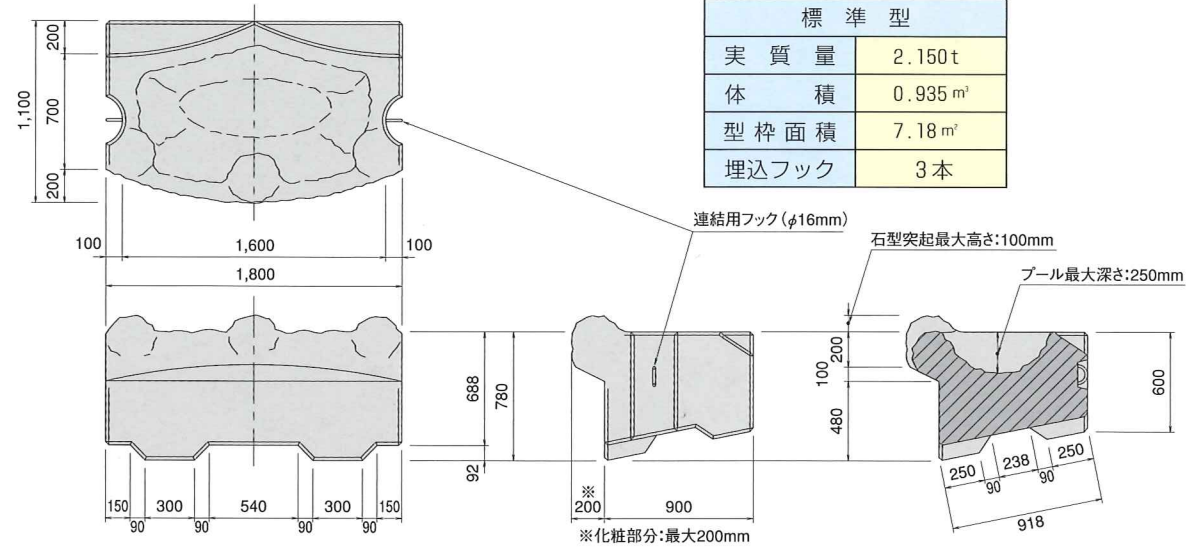 標準型
実質量 2.150t
体積 0.935㎥
型枠面積 7.18㎡
埋込フック 3本
200
700
1,100
200
100 1,600 100
1,800
連結用フック(φ16mm)
石型突起最大高さ:100mm
プール最大深さ:250mm
688
780
92
150 300 540 300 150
90 90 90 90
※
200 900
※化粧部分:最大200mm
200
100
480
600
250 238 250
90 90
918